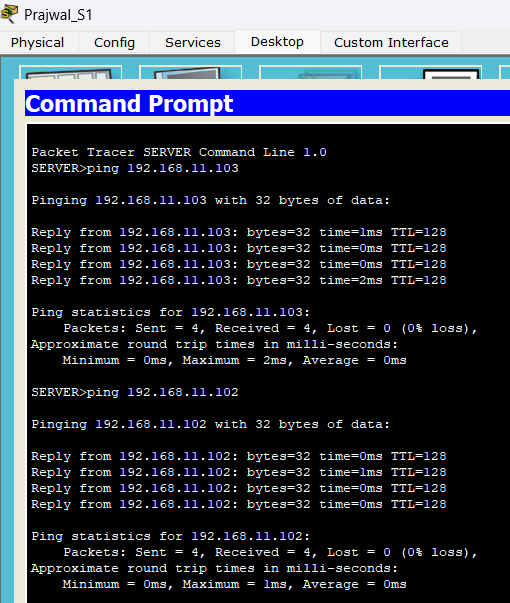 Prajwal_S1
Physical Config Services Desktop Custom Interface
Command Prompt
Packet Tracer SERVER Command Line 1.0
SERVER>ping 192.168.11.103
Pinging 192.168.11.103 with 32 bytes of data:
Reply from 192.168.11.103: bytes=32 time=1ms TTL=128
Reply from 192.168.11.103: bytes=32 time=0ms TTL=128
Reply from 192.168.11.103: bytes=32 time=0ms TTL=128
Reply from 192.168.11.103: bytes=32 time=2ms TTL=128
Ping statistics for 192.168.11.103:
    Packets: Sent = 4, Received = 4, Lost = 0 (0% loss),
Approximate round trip times in milli-seconds:
    Minimum = 0ms, Maximum = 2ms, Average = 0ms
SERVER>ping 192.168.11.102
Pinging 192.168.11.102 with 32 bytes of data:
Reply from 192.168.11.102: bytes=32 time=0ms TTL=128
Reply from 192.168.11.102: bytes=32 time=1ms TTL=128
Reply from 192.168.11.102: bytes=32 time=0ms TTL=128
Reply from 192.168.11.102: bytes=32 time=0ms TTL=128
Ping statistics for 192.168.11.102:
    Packets: Sent = 4, Received = 4, Lost = 0 (0% loss),
Approximate round trip times in milli-seconds:
    Minimum = 0ms, Maximum = 1ms, Average = 0ms